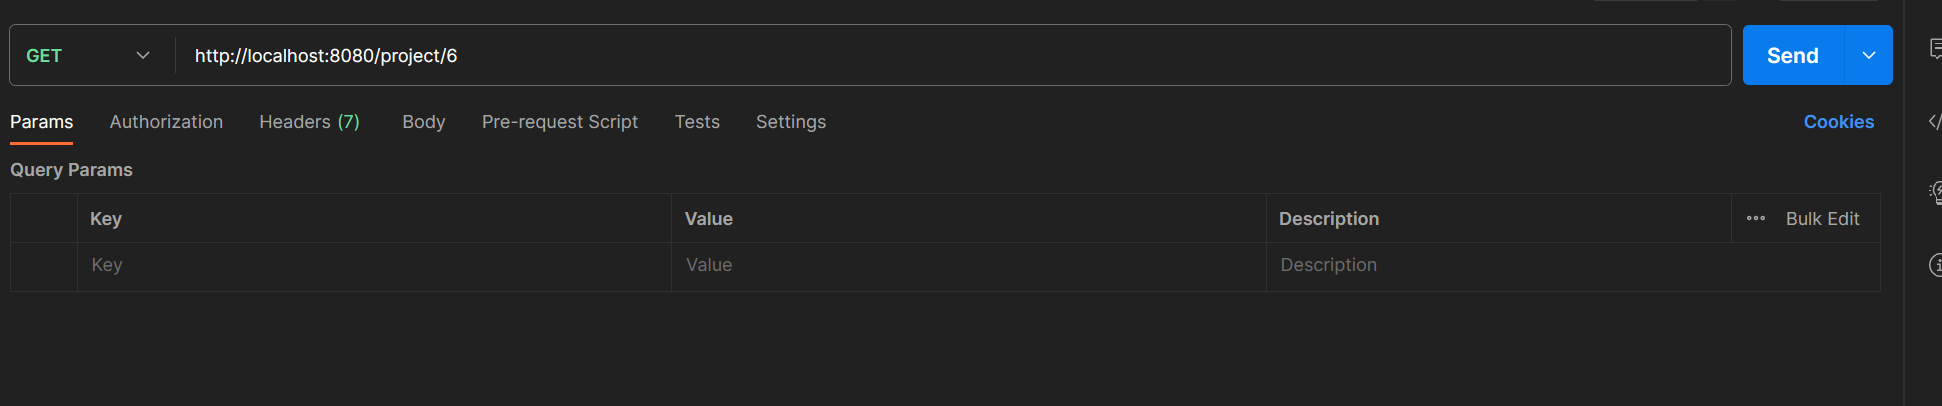 GET http://localhost:8080/project/6 Send
Params Authorization Headers (7) Body Pre-request Script Tests Settings Cookies
Query Params
Key Value Description Bulk Edit
Key Value Description